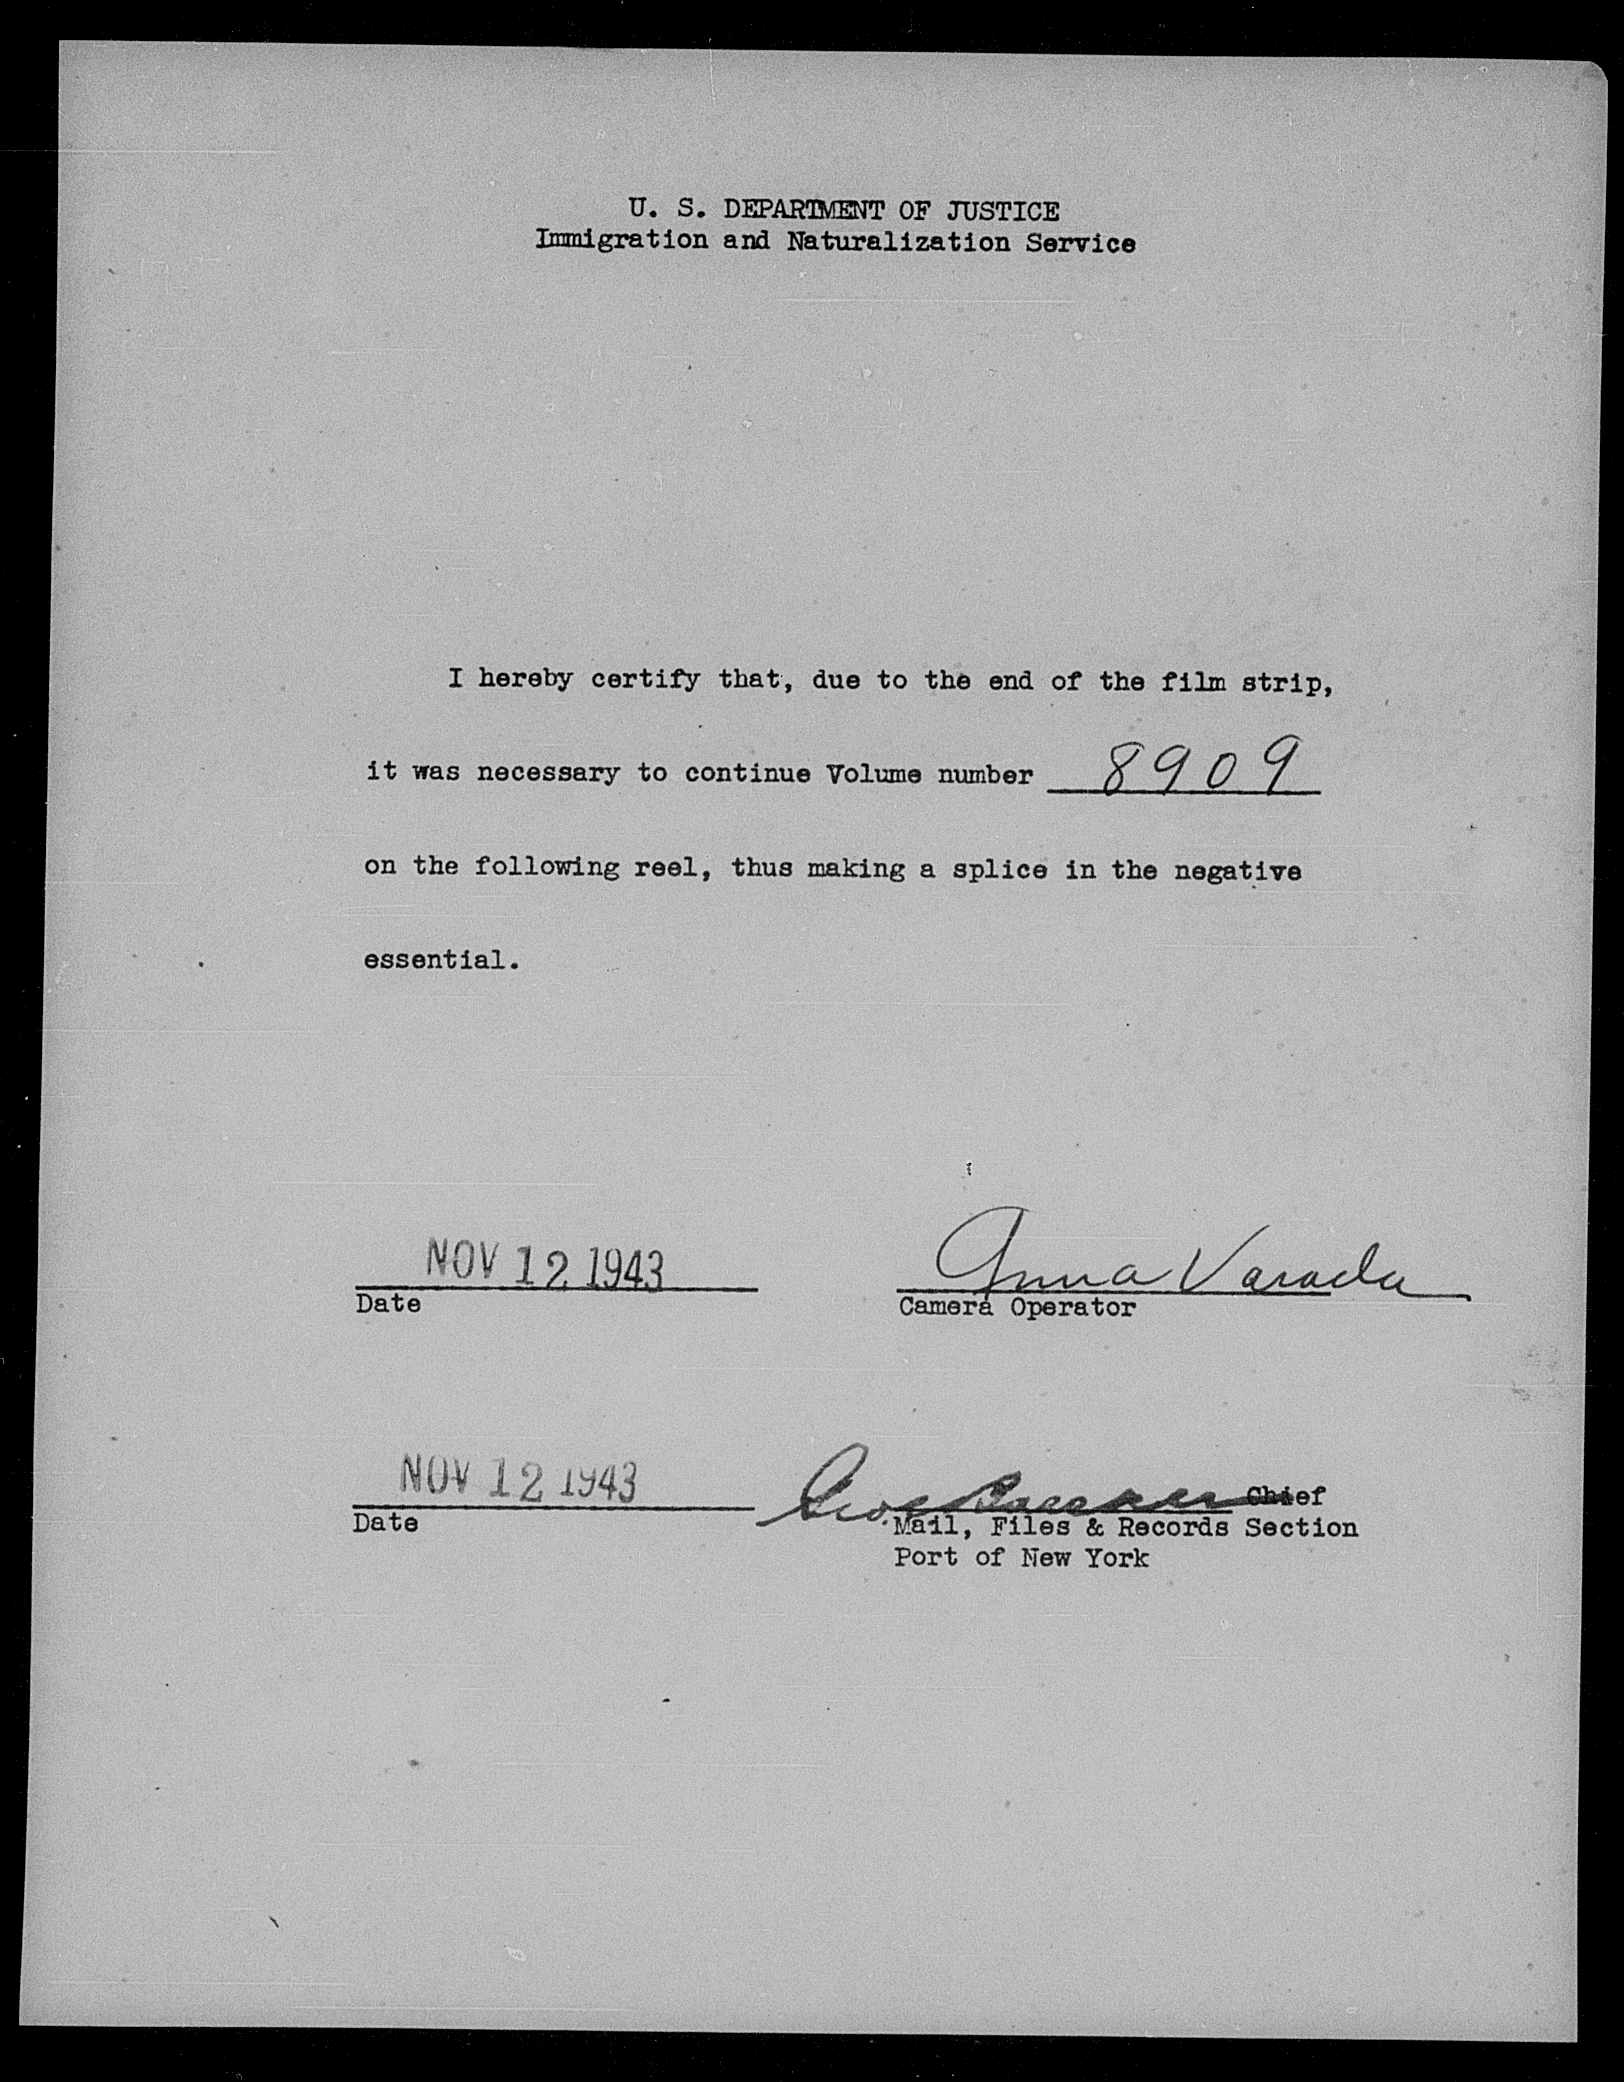 U. S. DEPARTMENT OF JUSTICE
Immigration and Naturalization Service
I hereby certify that, due to the end of the film strip,
it was necessary to continue Volume number 8909
on the following reel, thus making a splice in the negative
essential.
NOV 12 1943 Anna Varada
Date Camera Operator
NOV 12 1943 Geo. Chief
Date Mail, Files & Records Section
Port of New York